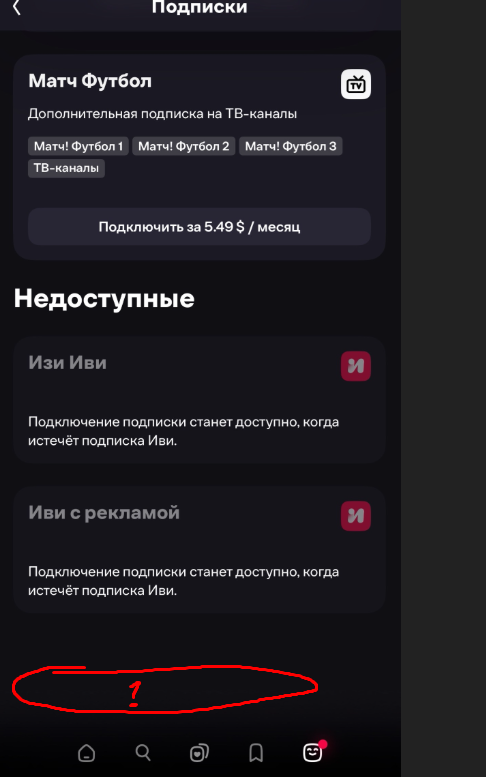 Подписки
Матч Футбол
TV
Дополнительная подписка на ТВ-каналы
Матч! Футбол 1 Матч! Футбол 2 Матч! Футбол 3
ТВ-каналы
Подключить за 5.49 $ / месяц
Недоступные
Изи Иви
Подключение подписки станет доступно, когда
истечёт подписка Иви.
Иви с рекламой
Подключение подписки станет доступно, когда
истечёт подписка Иви.
?